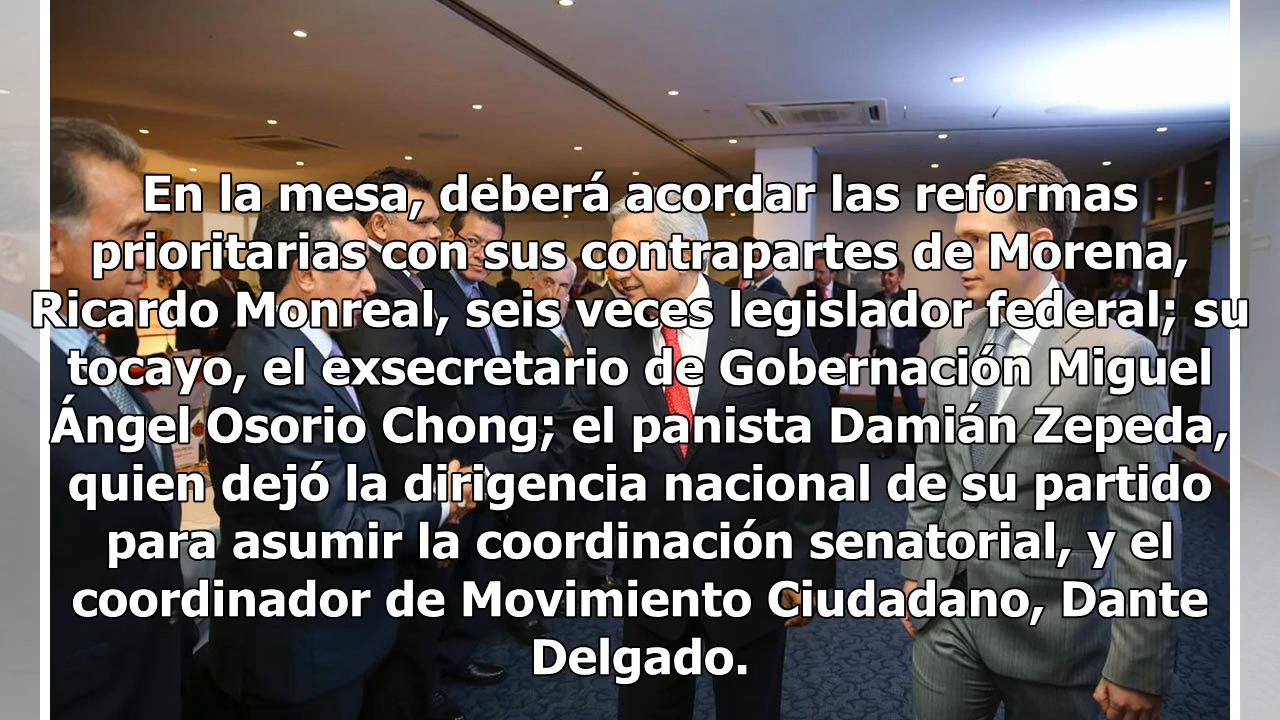 En la mesa, deberá acordar las reformas
prioritarias con sus contrapartes de Morena,
Ricardo Monreal, seis veces legislador federal; su
tocayo, el exsecretario de Gobernación Miguel
Ángel Osorio Chong; el panista Damián Zepeda,
quien dejó la dirigencia nacional de su partido
para asumir la coordinación senatorial, y el
coordinador de Movimiento Ciudadano, Dante
Delgado.